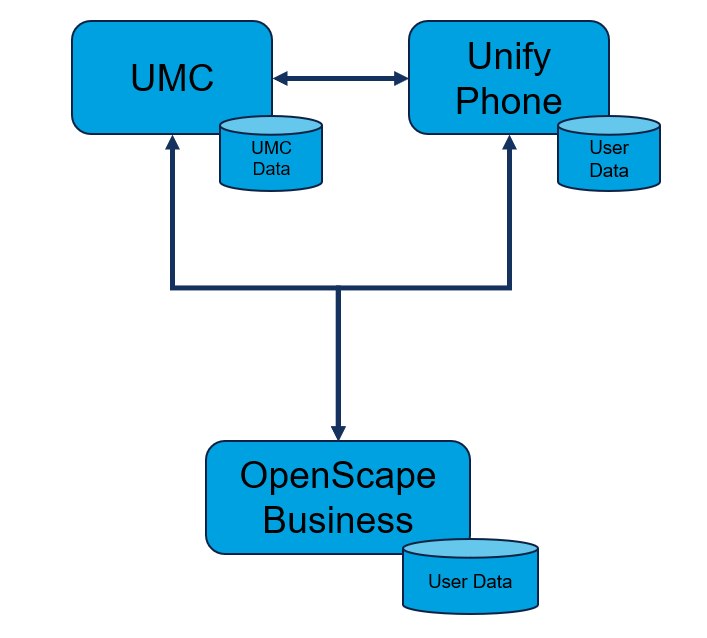 UMC
Unify
Phone
UMC
Data
User
Data
OpenScape
Business
User Data